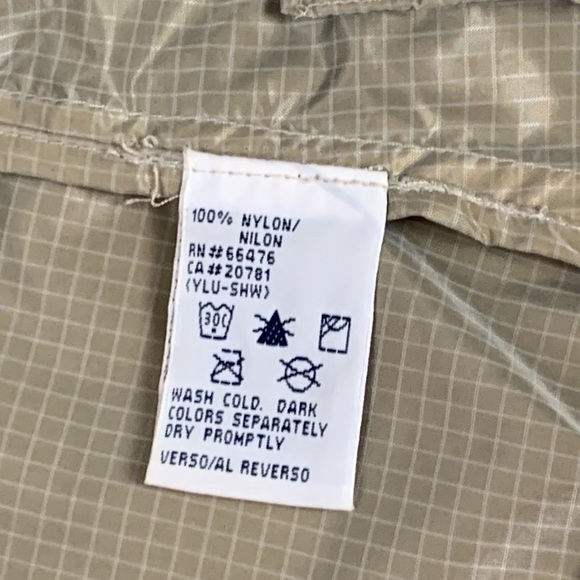 100% NYLON/
NILON
RN#66476
CA#20781
(YLU-SHW)
30C
WASH COLD. DARK
COLORS SEPARATELY
DRY PROMPTLY
VERSO/AL REVERSO